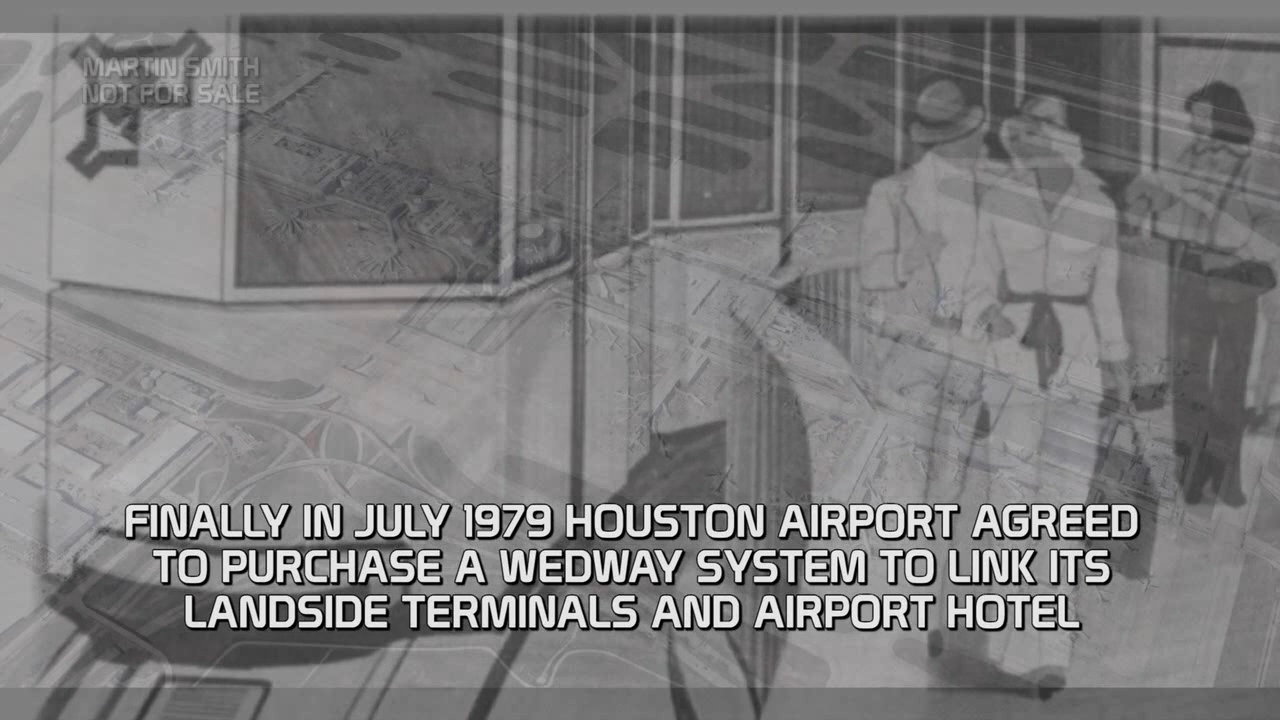 MARTIN SMITH
NOT FOR SALE
FINALLY IN JULY 1979 HOUSTON AIRPORT AGREED
TO PURCHASE A WEDWAY SYSTEM TO LINK ITS
LANDSIDE TERMINALS AND AIRPORT HOTEL